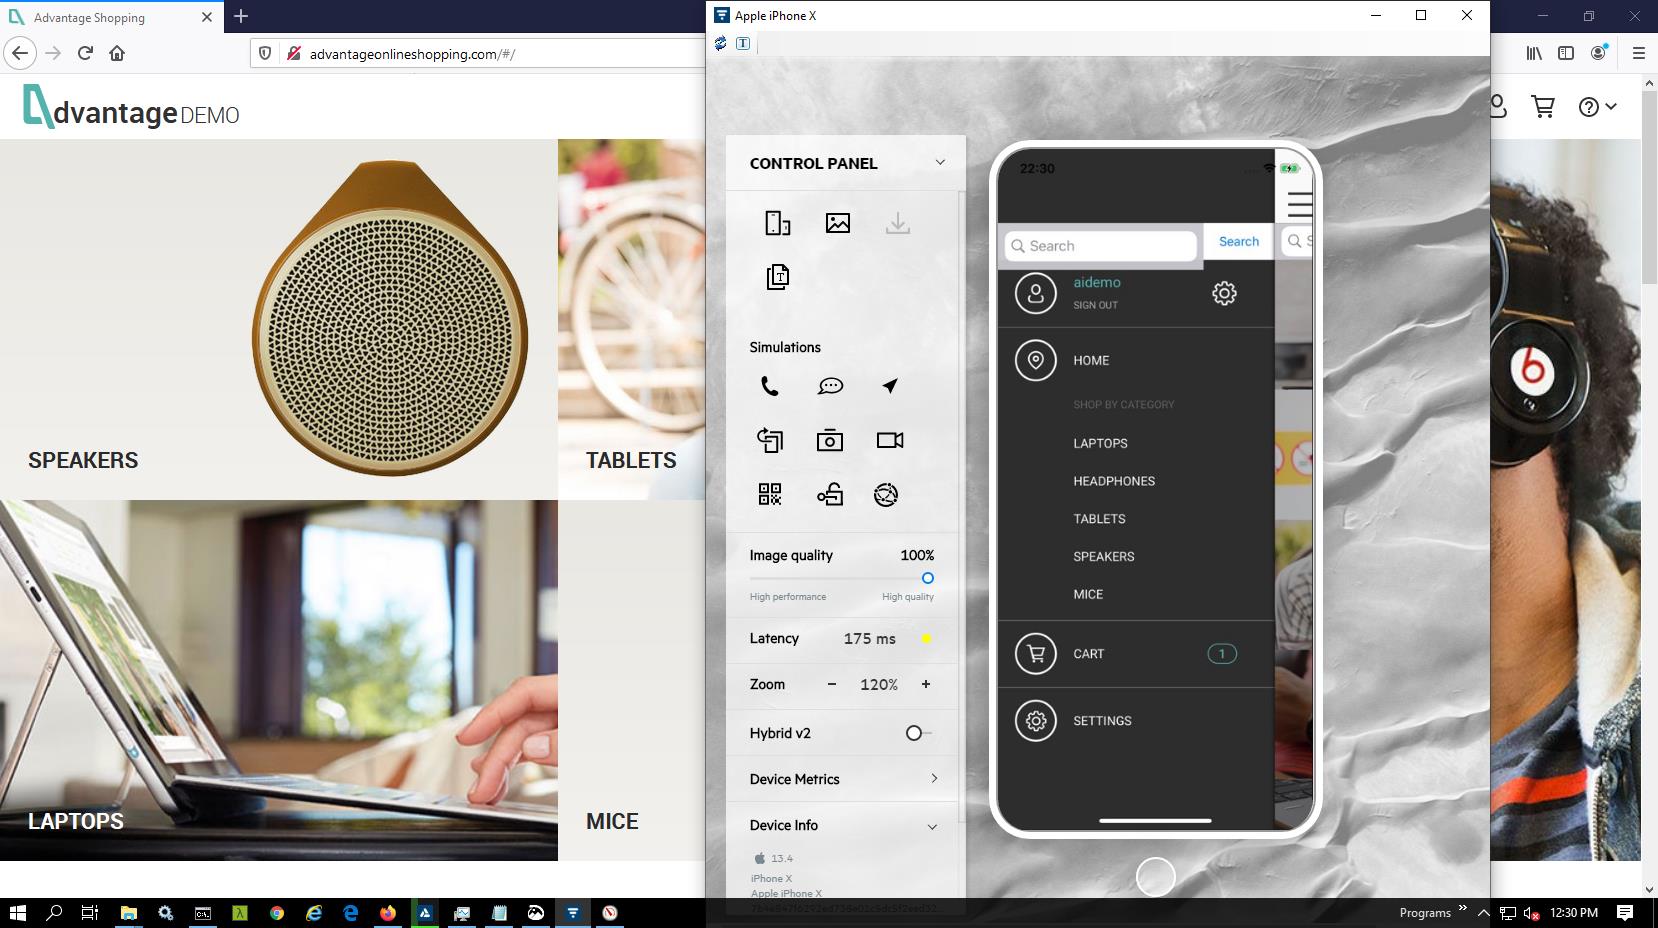 Advantage Shopping
Apple iPhone X
advantageonlineshopping.com/#/
T
dvantage DEMO
SPEAKERS
TABLETS
LAPTOPS
MICE
CONTROL PANEL
T
Simulations
Image quality 100%
High performance High quality
Latency 175 ms
Zoom - 120% +
Hybrid v2
Device Metrics
Device Info
13.4
iPhone X
Apple iPhone X
22:30
Search Search
aidemo
SIGN OUT
HOME
SHOP BY CATEGORY
LAPTOPS
HEADPHONES
TABLETS
SPEAKERS
MICE
CART 1
SETTINGS
Programs
12:30 PM